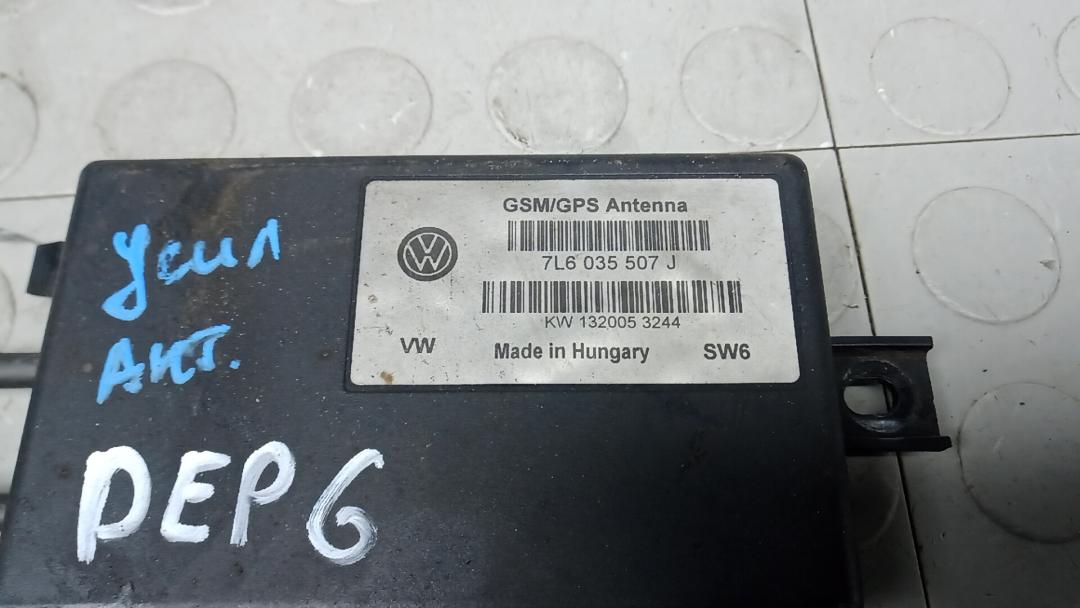 GSM/GPS Antenna
7L6 035 507 J
KW 132005 3244
VW Made in Hungary SW6
Усил
Ант.
DEP6